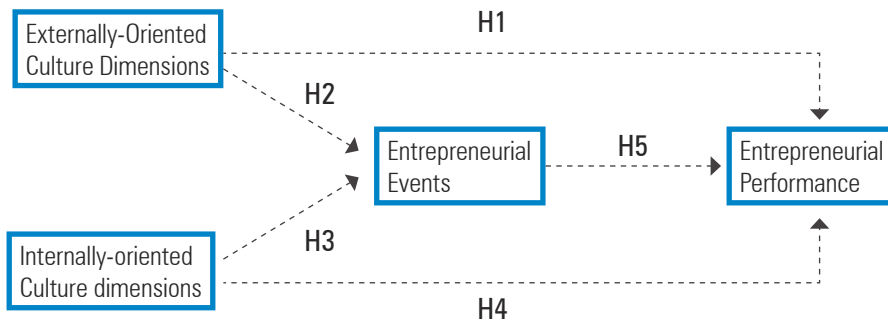 H1
Externally-Oriented
Culture Dimensions
H2
Entrepreneurial
Events
H5
Entrepreneurial
Performance
H3
Internally-oriented
Culture dimensions
H4